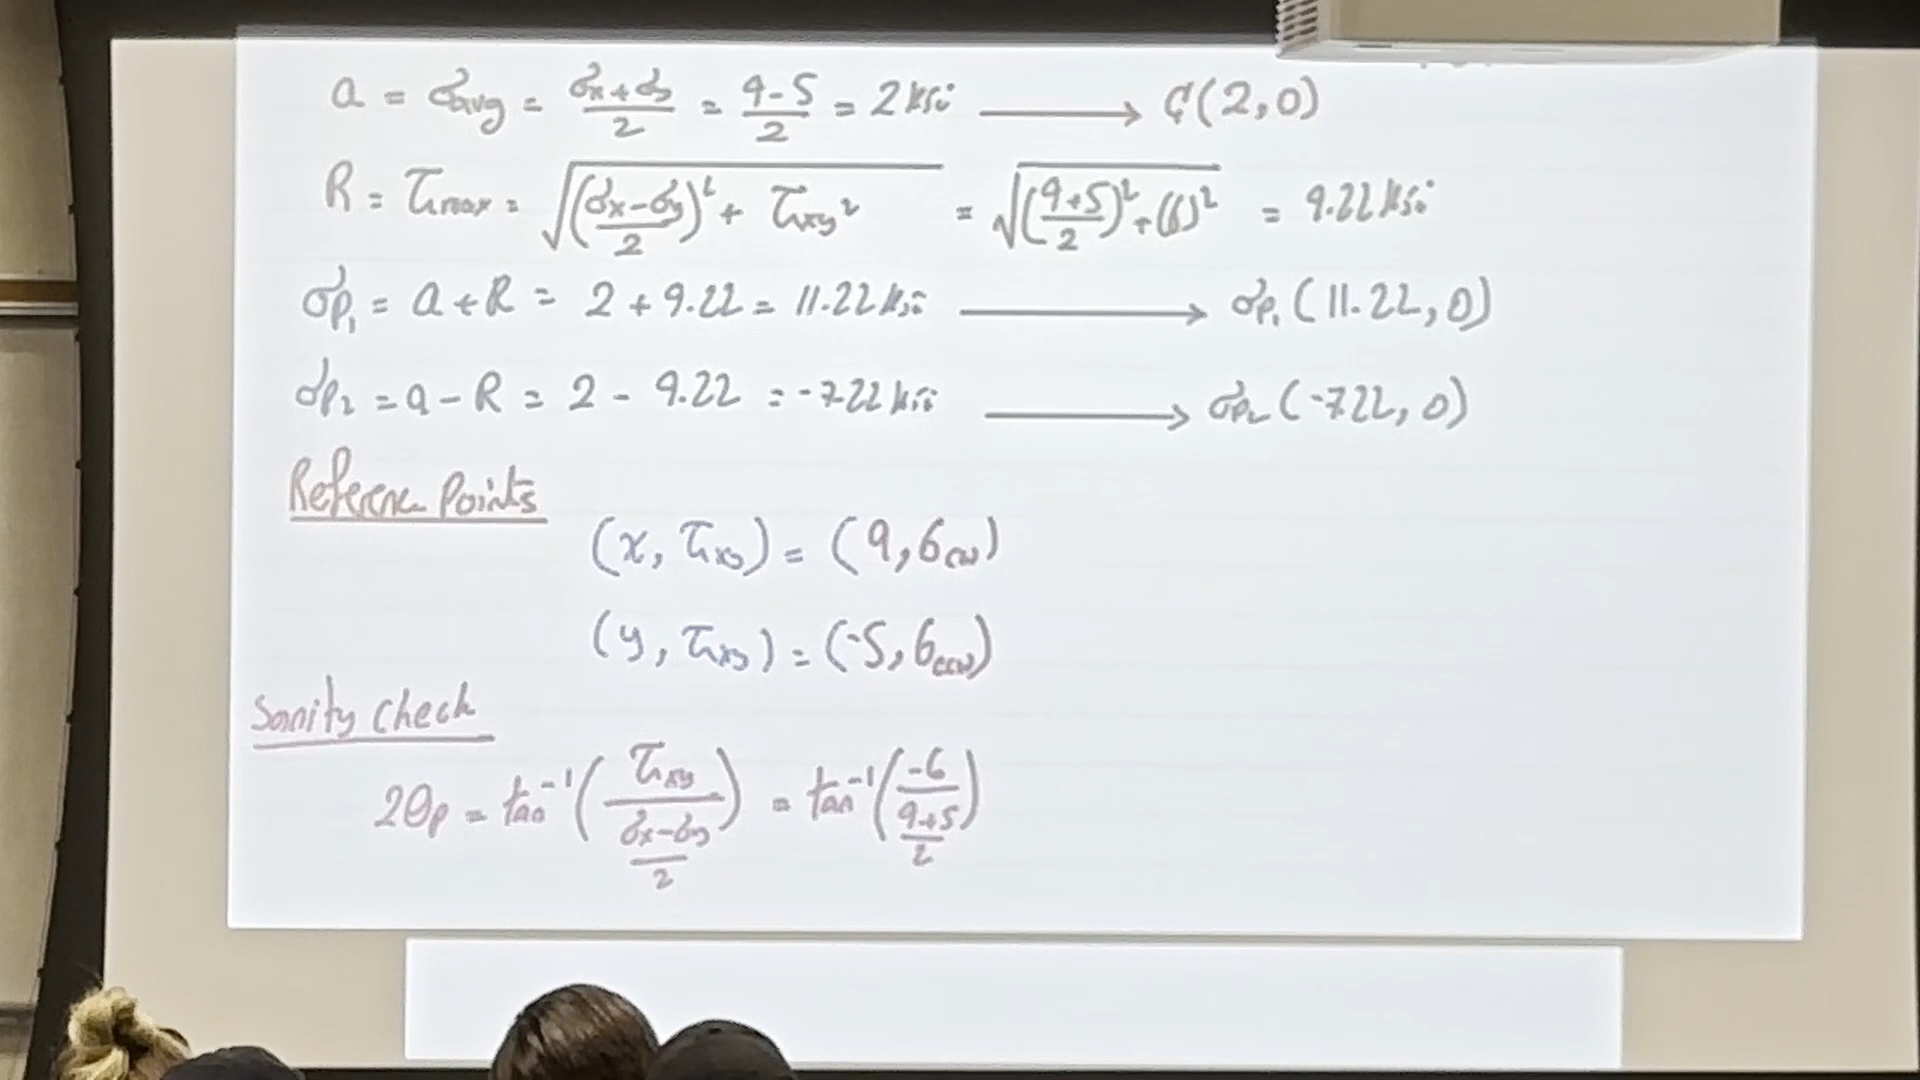 a = σavg = (σx + σy)/2 = (9 - 5)/2 = 2 ksi ⟶ ₵(2,0)
R = τmax = √(((σx - σy)/2)² + τxy²) = √(((9+5)/2)² + (6)²) = 9.22 ksi
σp₁ = a + R = 2 + 9.22 = 11.22 ksi ⟶ σp₁ (11.22, 0)
σp₂ = a - R = 2 - 9.22 = -7.22 ksi ⟶ σp₂ (-7.22, 0)
Reference Points
(x, τxy) = (9, 6cw)
(y, τxy) = (-5, 6ccw)
Sanity Check
2θp = tan⁻¹(τxy/((σx - σy)/2)) = tan⁻¹(-6/((9+5)/2))